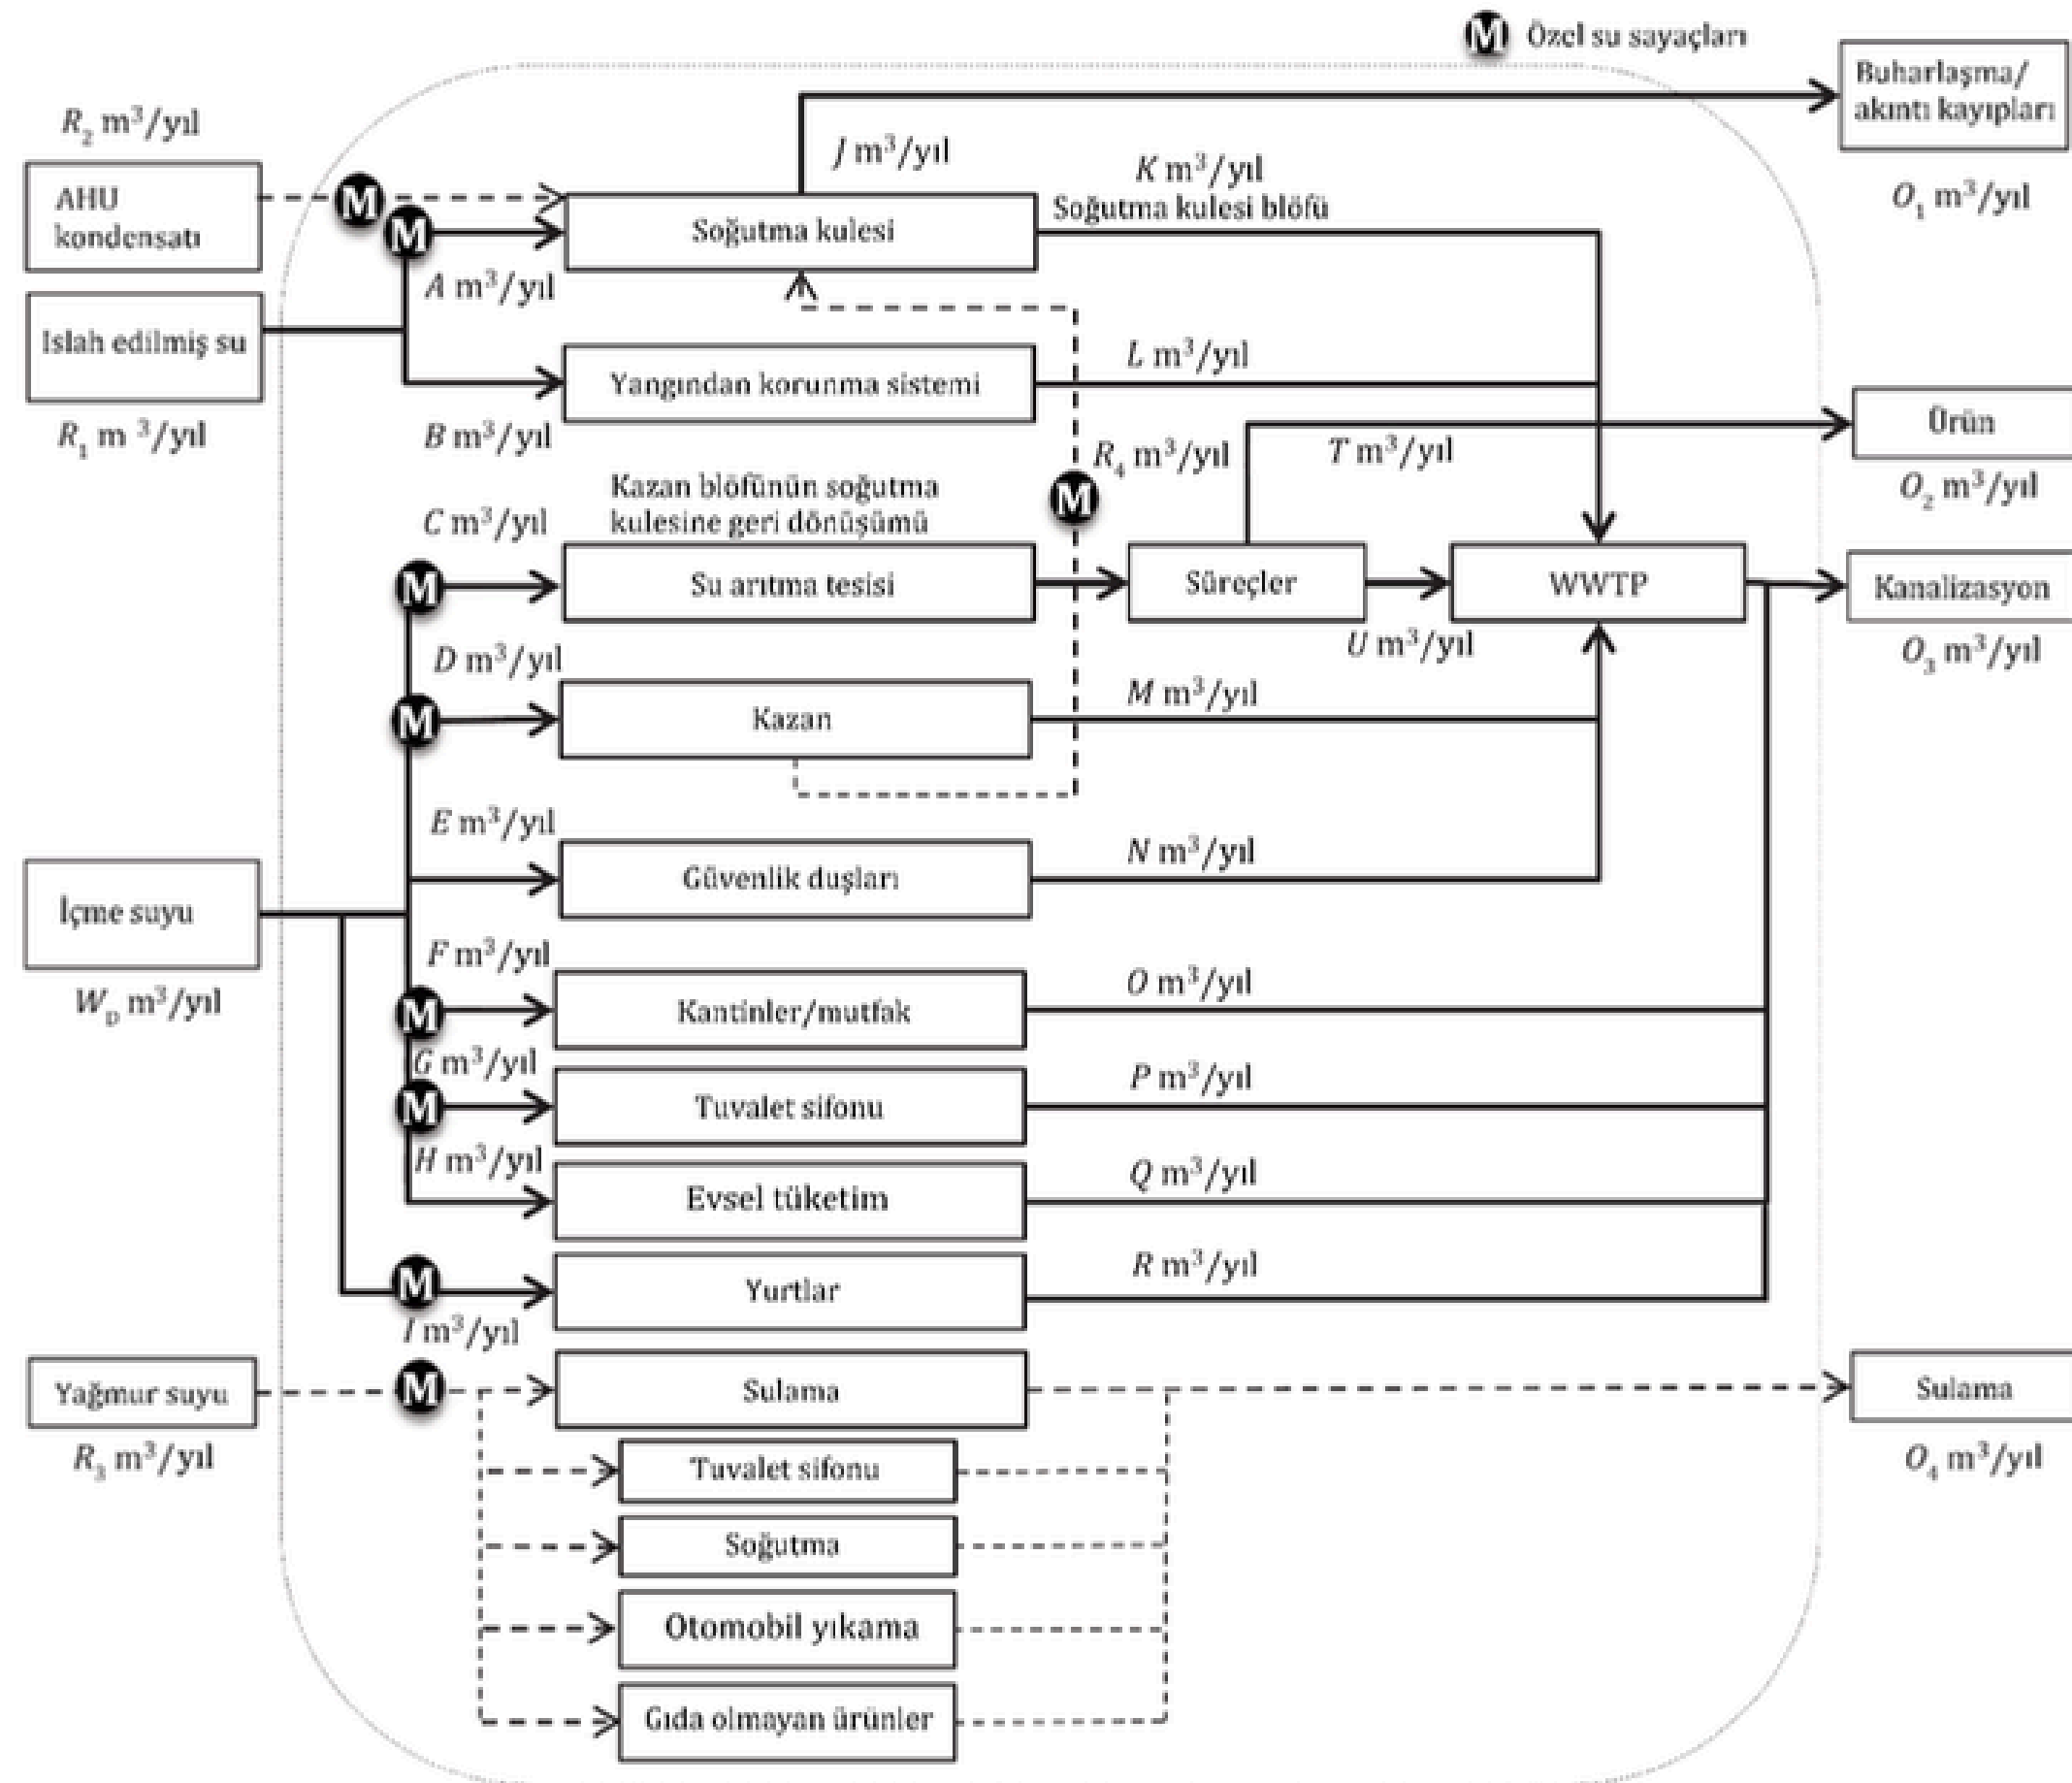 M Özel su sayaçları
Buharlaşma/
akıntı kayıpları
O₁ m³/yıl
R₂ m³/yıl
AHU
kondensatı
M
M
J m³/yıl
K m³/yıl
Soğutma kulesi blöfü
Soğutma kulesi
A m³/yıl
Islah edilmiş su
R₁ m ³/yıl
Yangından korunma sistemi
L m³/yıl
B m³/yıl
Ürün
O₂ m³/yıl
R₄ m³/yıl
T m³/yıl
M
Kazan blöfünün soğutma
kulesine geri dönüşümü
C m³/yıl
M
Su arıtma tesisi
Süreçler
WWTP
Kanalizasyon
O₃ m³/yıl
U m³/yıl
D m³/yıl
M
Kazan
M m³/yıl
E m³/yıl
Güvenlik duşları
N m³/yıl
İçme suyu
W_D m³/yıl
F m³/yıl
M
Kantinler/mutfak
O m³/yıl
G m³/yıl
M
Tuvalet sifonu
P m³/yıl
H m³/yıl
Evsel tüketim
Q m³/yıl
M
Yurtlar
R m³/yıl
I m³/yıl
Yağmur suyu
R₃ m³/yıl
M
Sulama
Sulama
O₄ m³/yıl
Tuvalet sifonu
Soğutma
Otomobil yıkama
Gıda olmayan ürünler